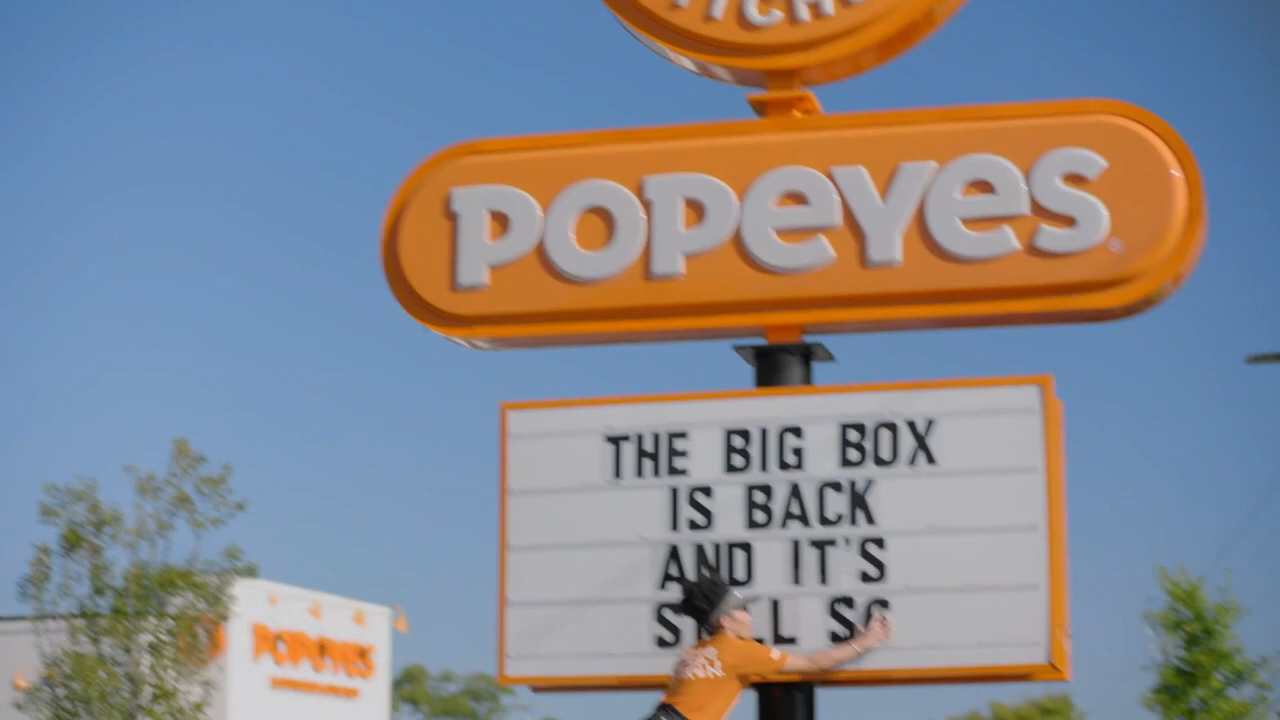 POPEYES
THE BIG BOX
IS BACK
AND IT'S
POPEYES